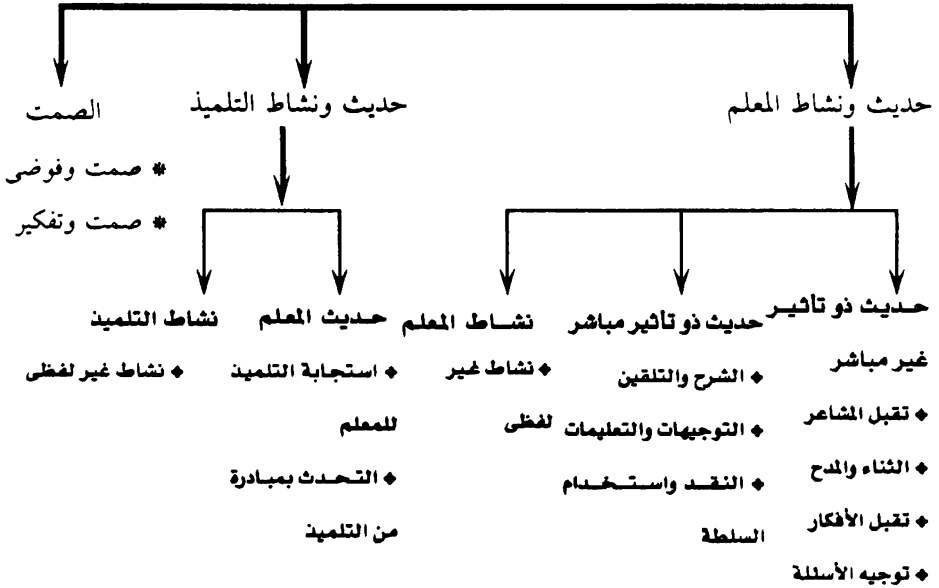 حديث ونشاط المعلم
حديث ونشاط التلميذ
الصمت
* صمت وفوضى
* صمت وتفكير
حديث ذو تأثير
غير مباشر
♦ تقبل المشاعر
♦ الثناء والمدح
♦ تقبل الأفكار
♦ توجيه الأسئلة
حديث ذو تأثير مباشر
♦ الشرح والتلقين
♦ التوجيهات والتعليمات
♦ النقد واستخدام
السلطة
نشاط المعلم
♦ نشاط غير
لفظى
حديث المعلم
♦ استجابة التلميذ
للمعلم
♦ التحدث بمبادرة
من التلميذ
نشاط التلميذ
♦ نشاط غير لفظى